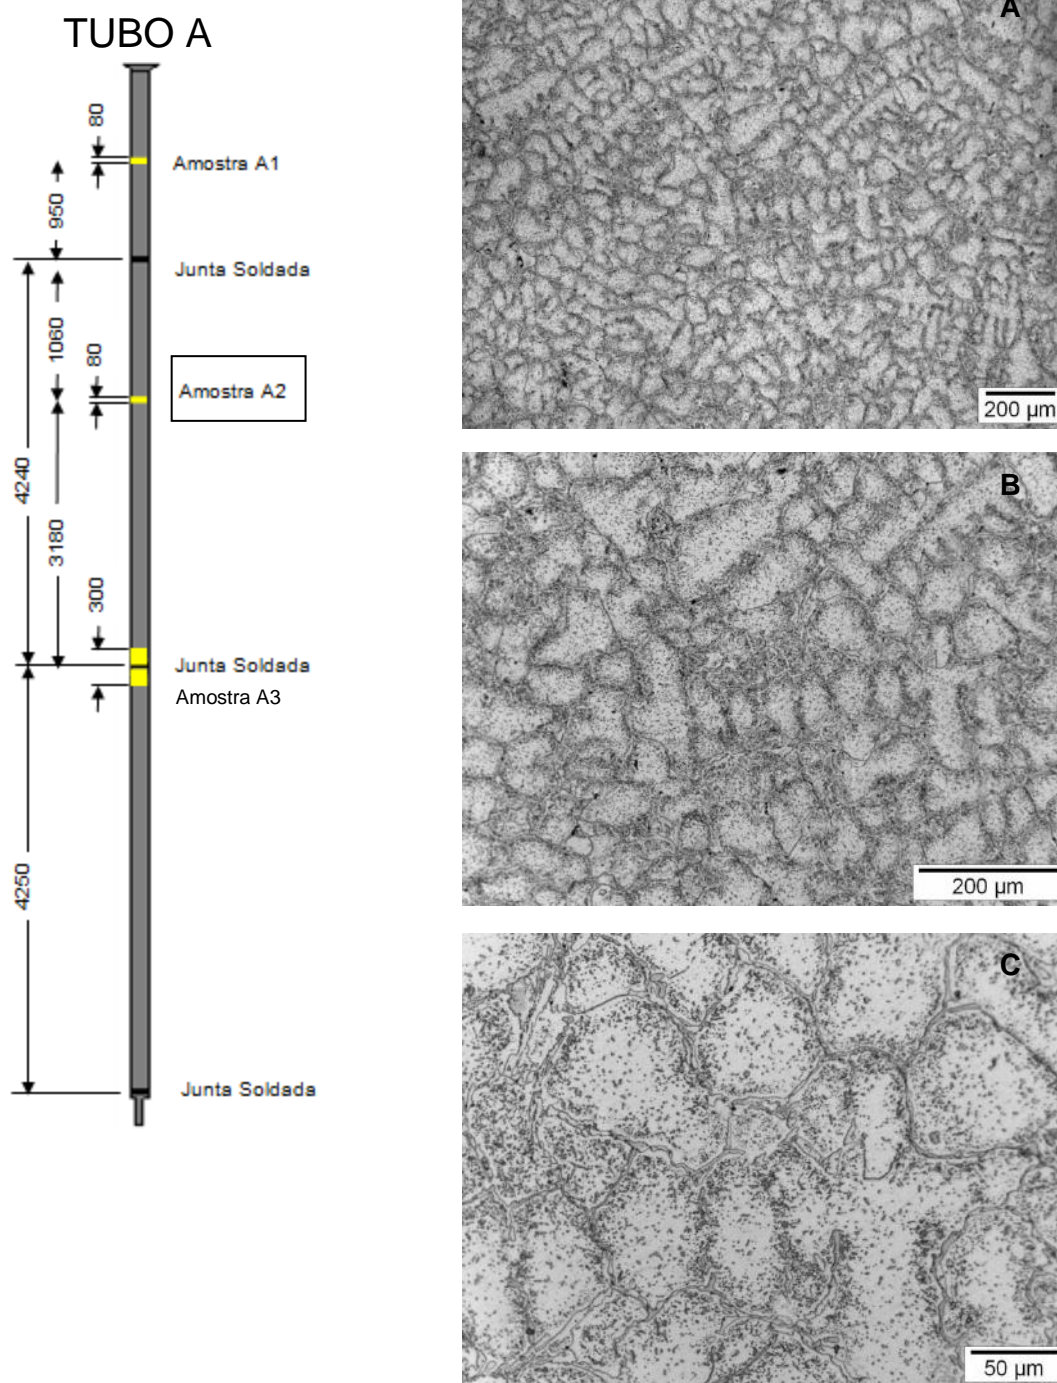 TUBO A
80
Amostra A1
950
Junta Soldada
1060
80
Amostra A2
4240
3180
300
Junta Soldada
Amostra A3
4250
Junta Soldada
A
200 µm
B
200 µm
C
50 µm